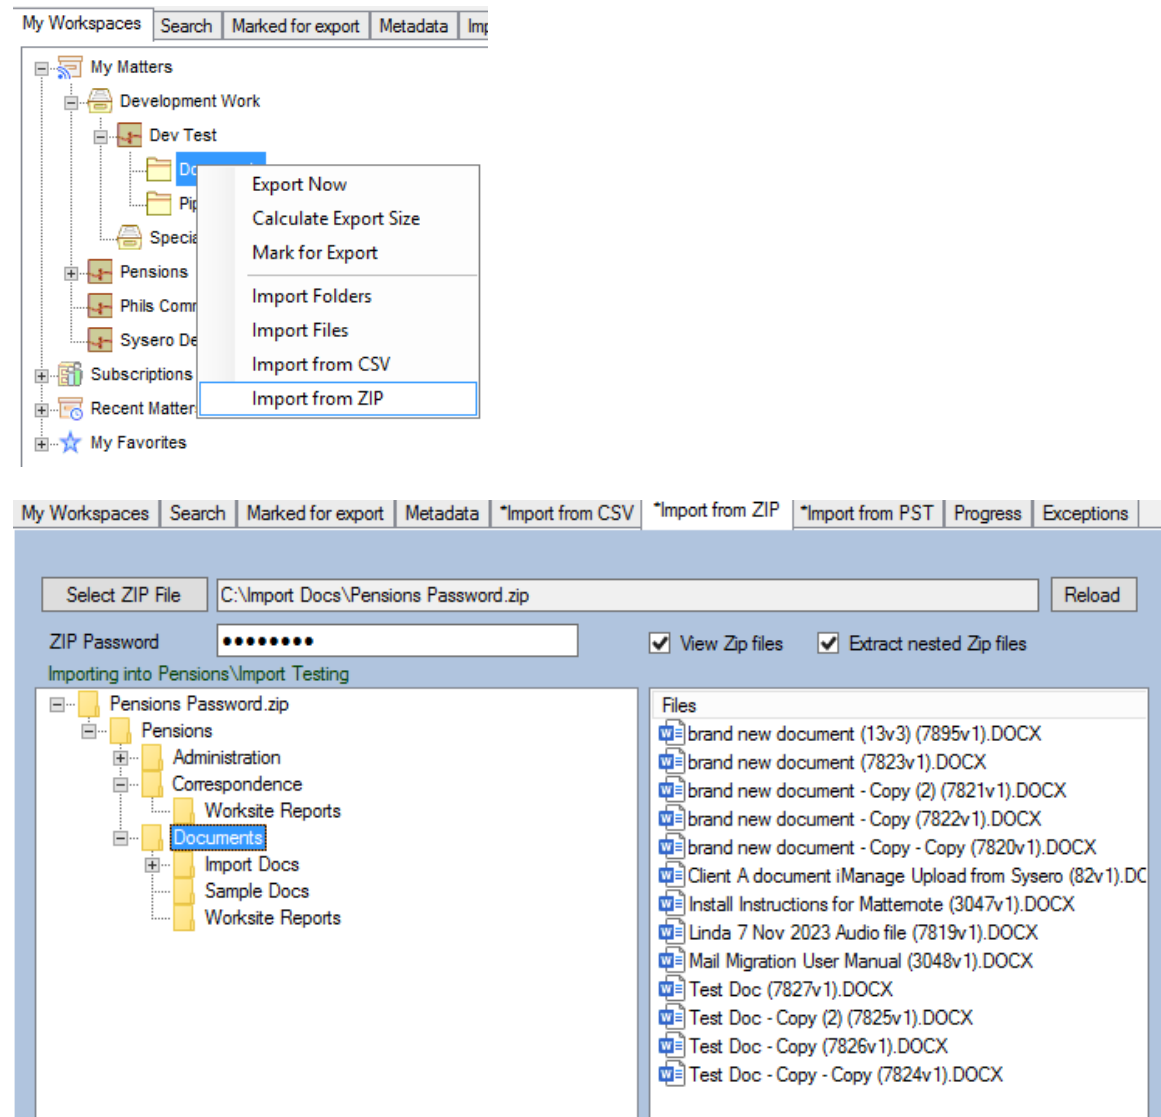 My Workspaces Search Marked for export Metadata
My Matters
Development Work
Dev Test
Export Now
Calculate Export Size
Mark for Export
Pensions
Import Folders
Phils
Import Files
Sysero
Import from CSV
Subscriptions
Import from ZIP
Recent
My Favorites
My Workspaces Search Marked for export Metadata *Import from CSV *Import from ZIP *Import from PST Progress Exceptions
Select ZIP File C:\Import Docs\Pensions Password.zip Reload
ZIP Password ●●●●●●●● View Zip files Extract nested Zip files
Importing into Pensions\Import Testing
Pensions Password.zip
Pensions
Administration
Correspondence
Worksite Reports
Documents
Import Docs
Sample Docs
Worksite Reports
Files
brand new document (13v3) (7895v1).DOCX
brand new document (7823v1).DOCX
brand new document - Copy (2) (7821v1).DOCX
brand new document - Copy (7822v1).DOCX
brand new document - Copy - Copy (7820v1).DOCX
Client A document iManage Upload from Sysero (82v1).DC
Install Instructions for Matternote (3047v1).DOCX
Linda 7 Nov 2023 Audio file (7819v1).DOCX
Mail Migration User Manual (3048v1).DOCX
Test Doc (7827v1).DOCX
Test Doc - Copy (2) (7825v1).DOCX
Test Doc - Copy (7826v1).DOCX
Test Doc - Copy - Copy (7824v1).DOCX